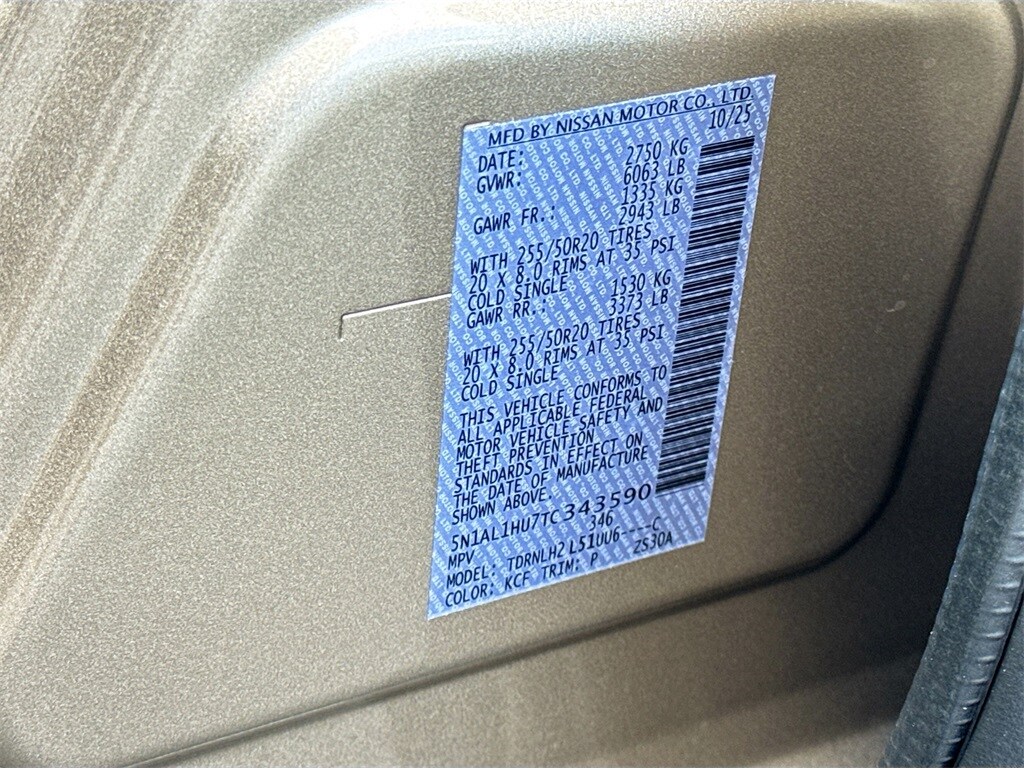 MFD BY NISSAN MOTOR CO., LTD.
DATE: 10/25
GVWR: 2750 KG
6063 LB
GAWR FR.: 1335 KG
2943 LB
WITH 255/50R20 TIRES
20 X 8.0 RIMS AT 35 PSI
COLD SINGLE
GAWR RR.: 1530 KG
3373 LB
WITH 255/50R20 TIRES
20 X 8.0 RIMS AT 35 PSI
COLD SINGLE
THIS VEHICLE CONFORMS TO
ALL APPLICABLE FEDERAL
MOTOR VEHICLE SAFETY AND
THEFT PREVENTION
STANDARDS IN EFFECT ON
THE DATE OF MANUFACTURE
SHOWN ABOVE.
5N1AL1HU7TC343590
MPV 346
MODEL: TDRNLH2 L51UU6----C
COLOR: KCF TRIM: P ZS30A